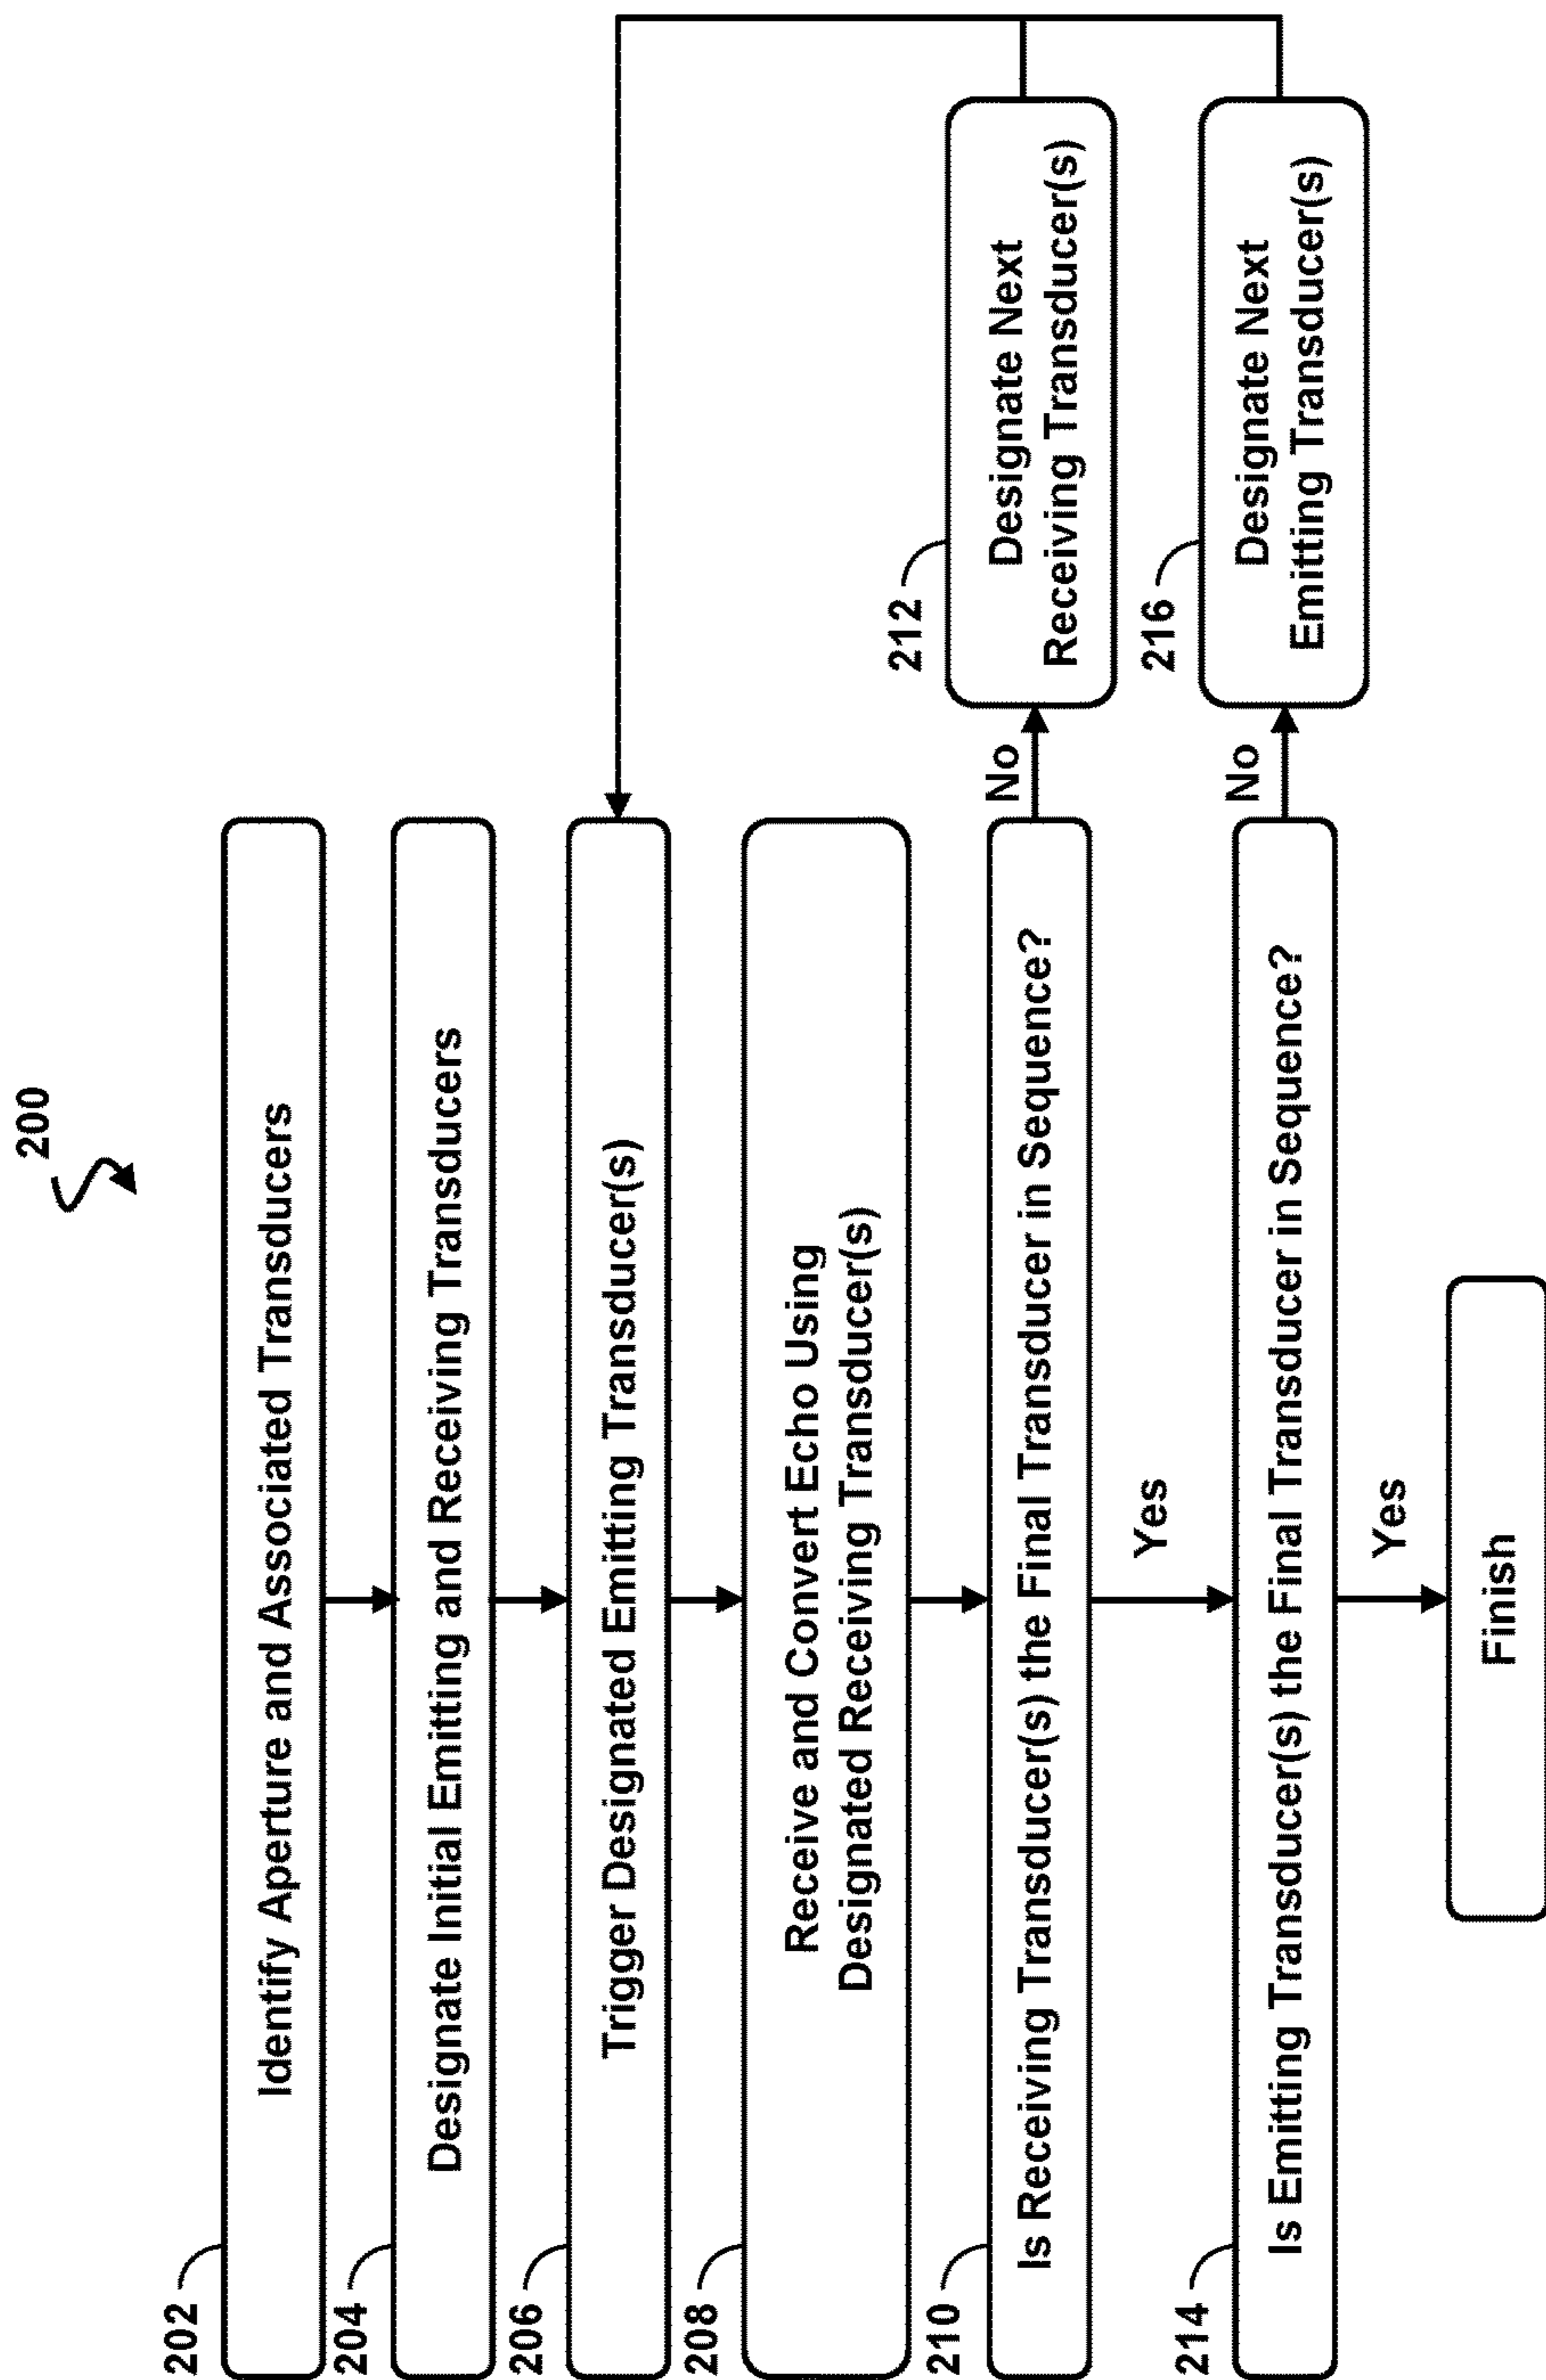 200
202
Identify Aperture and Associated Transducers
204
Designate Initial Emitting and Receiving Transducers
206
Trigger Designated Emitting Transducer(s)
208
Receive and Convert Echo Using
Designated Receiving Transducer(s)
210
Is Receiving Transducer(s) the Final Transducer in Sequence?
No
212
Designate Next
Receiving Transducer(s)
Yes
214
Is Emitting Transducer(s) the Final Transducer in Sequence?
No
216
Designate Next
Emitting Transducer(s)
Yes
Finish